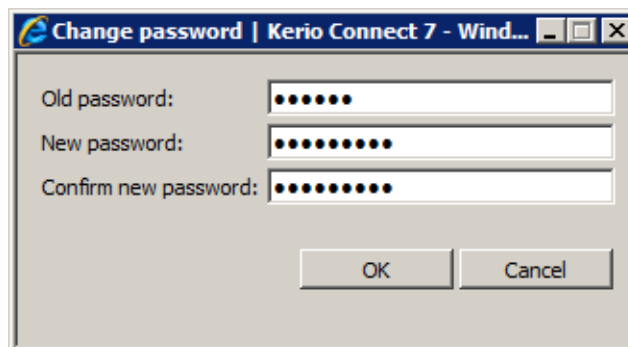 Change password | Kerio Connect 7 - Wind...
Old password: ●●●●●●
New password: ●●●●●●●●●
Confirm new password: ●●●●●●●●●
OK Cancel